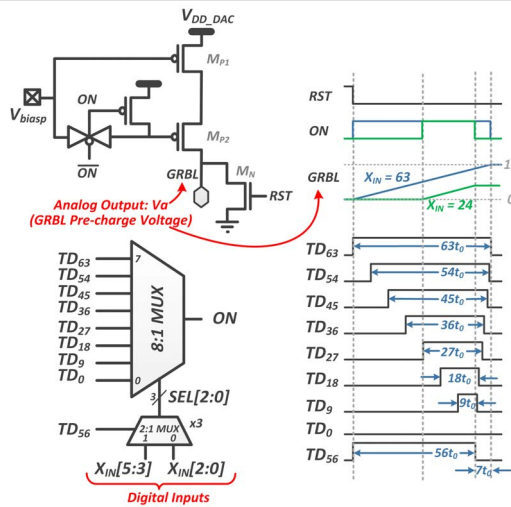 V_DD_DAC
M_P1
V_biasp
ON
M_P2
ON
GRBL
M_N
RST
Analog Output: Va
(GRBL Pre-charge Voltage)
TD_63
TD_54
TD_45
TD_36
TD_27
TD_18
TD_9
TD_0
7
0
8:1 MUX
ON
3
SEL[2:0]
TD_56
2:1 MUX
1 0
x3
X_IN[5:3] X_IN[2:0]
Digital Inputs
RST
ON
GRBL
X_IN = 63
X_IN = 24
1
0
TD_63 63t_0
TD_54 54t_0
TD_45 45t_0
TD_36 36t_0
TD_27 27t_0
TD_18 18t_0
TD_9 9t_0
TD_0
TD_56 56t_0
7t_0